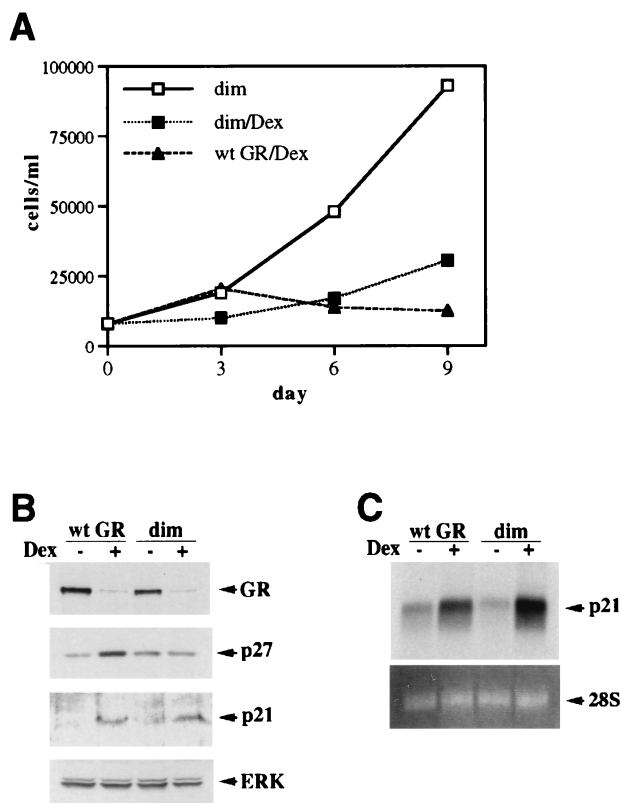 A
100000
75000
50000
25000
0
cells/ml
dim
dim/Dex
wt GR/Dex
0 3 6 9
day
B
wt GR dim
Dex - + - +
GR
p27
p21
ERK
C
wt GR dim
Dex - + - +
p21
28S